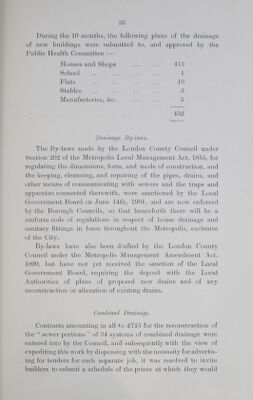 55
During the 10 months, the following plans of the drainage
of new buildings were submitted to, and approved by the
Public Health Committee :—
Houses and Shops ... ... 413
School ... ... ... ... 1
Flats ... ... ... ... 10
Stables ... ... ... ... 3
Manufactories, &c. ... ... 5
432
Drainage By-laws.
The By-laws made by the London County Council under
Section 202 of the Metropolis Local Management Act, 1855, for
regulating the dimensions, form, and mode of construction, and
the keeping, cleansing, and repairing of the pipes, drains, and
other means of communicating with sewers and the traps and
apparatus connected therewith, were sanctioned by the Local
Government Board on June 14th, 1901, and are now enforced
by the Borough Councils, so that henceforth there will be a
uniform code of regulations in respect of house drainage and
sanitary fittings in force throughout the Metropolis, exclusive
of the City.
By-laws have also been drafted by the London County
Council under the Metropolis Management Amendment Act,
1899, but have not yet received the sanction of the Local
Government Board, requiring the deposit with the Local
Authorities of plans of proposed new drains and of any
reconstruction or alteration of existing drains.
Combined Drainage.
Contracts amounting in all to £715 for the reconstruction of
the "sewer portions" of 34 systems of combined drainage were
entered into by the Council, and subsequently with the view of
expediting this work by dispensing with the necessity for advertis-
ing for tenders for each separate job, it was resolved to invite
builders to submit a schedule of the prices at which they would